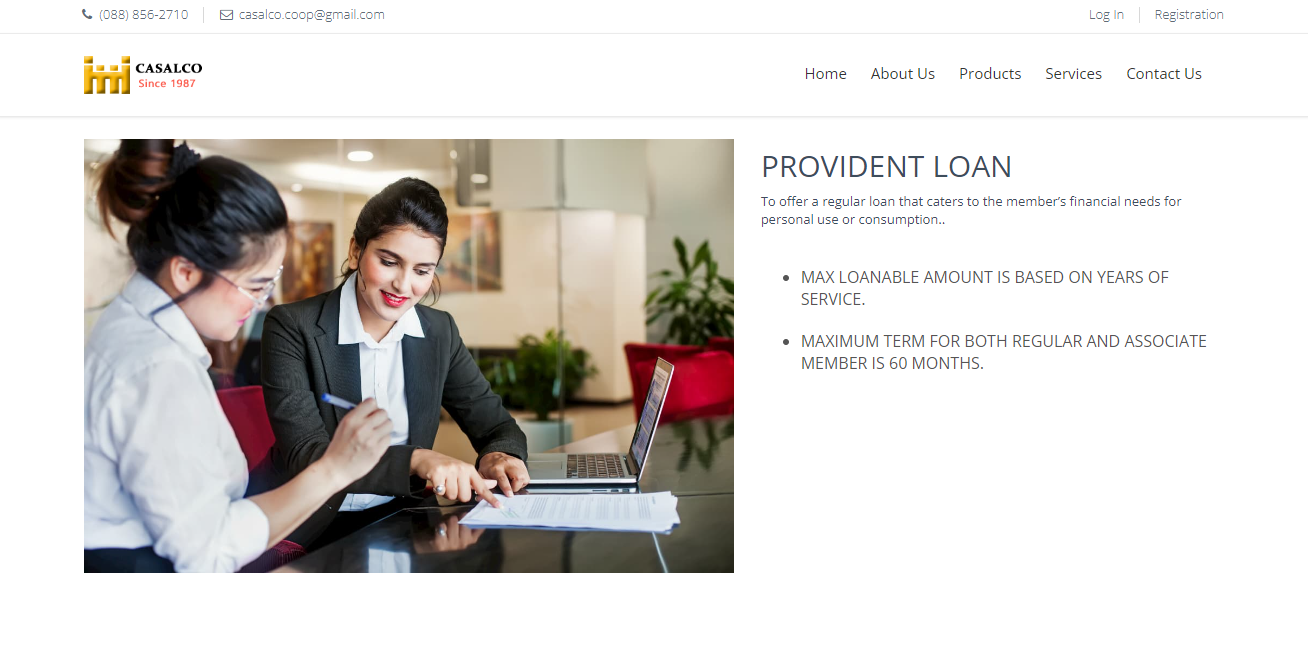 (088) 856-2710
casalco.coop@gmail.com
Log In
Registration
CASALCO
Since 1987
Home
About Us
Products
Services
Contact Us
PROVIDENT LOAN
To offer a regular loan that caters to the member’s financial needs for
personal use or consumption..
MAX LOANABLE AMOUNT IS BASED ON YEARS OF
SERVICE.
MAXIMUM TERM FOR BOTH REGULAR AND ASSOCIATE
MEMBER IS 60 MONTHS.